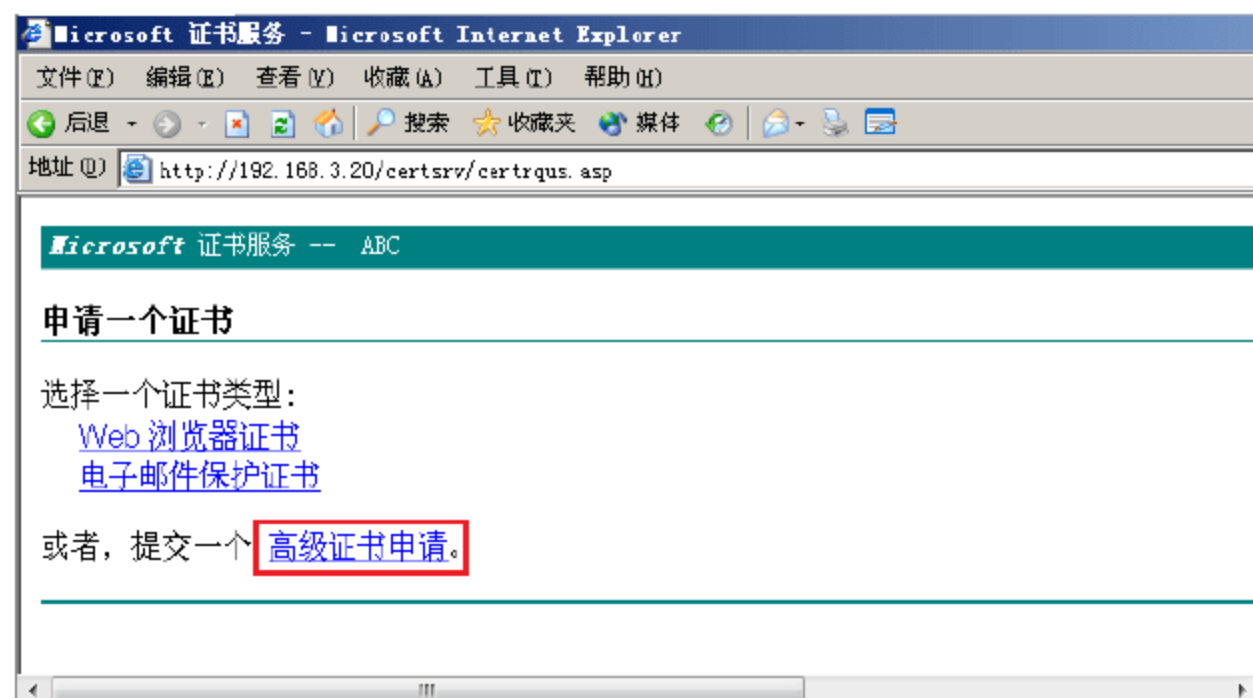 Microsoft 证书服务 - Microsoft Internet Explorer
文件(F) 编辑(E) 查看(V) 收藏(A) 工具(T) 帮助(H)
后退 搜索 收藏夹 媒体
地址(D) http://192.168.3.20/certsrv/certrqus.asp
Microsoft 证书服务 -- ABC
申请一个证书
选择一个证书类型:
Web 浏览器证书
电子邮件保护证书
或者，提交一个 高级证书申请。